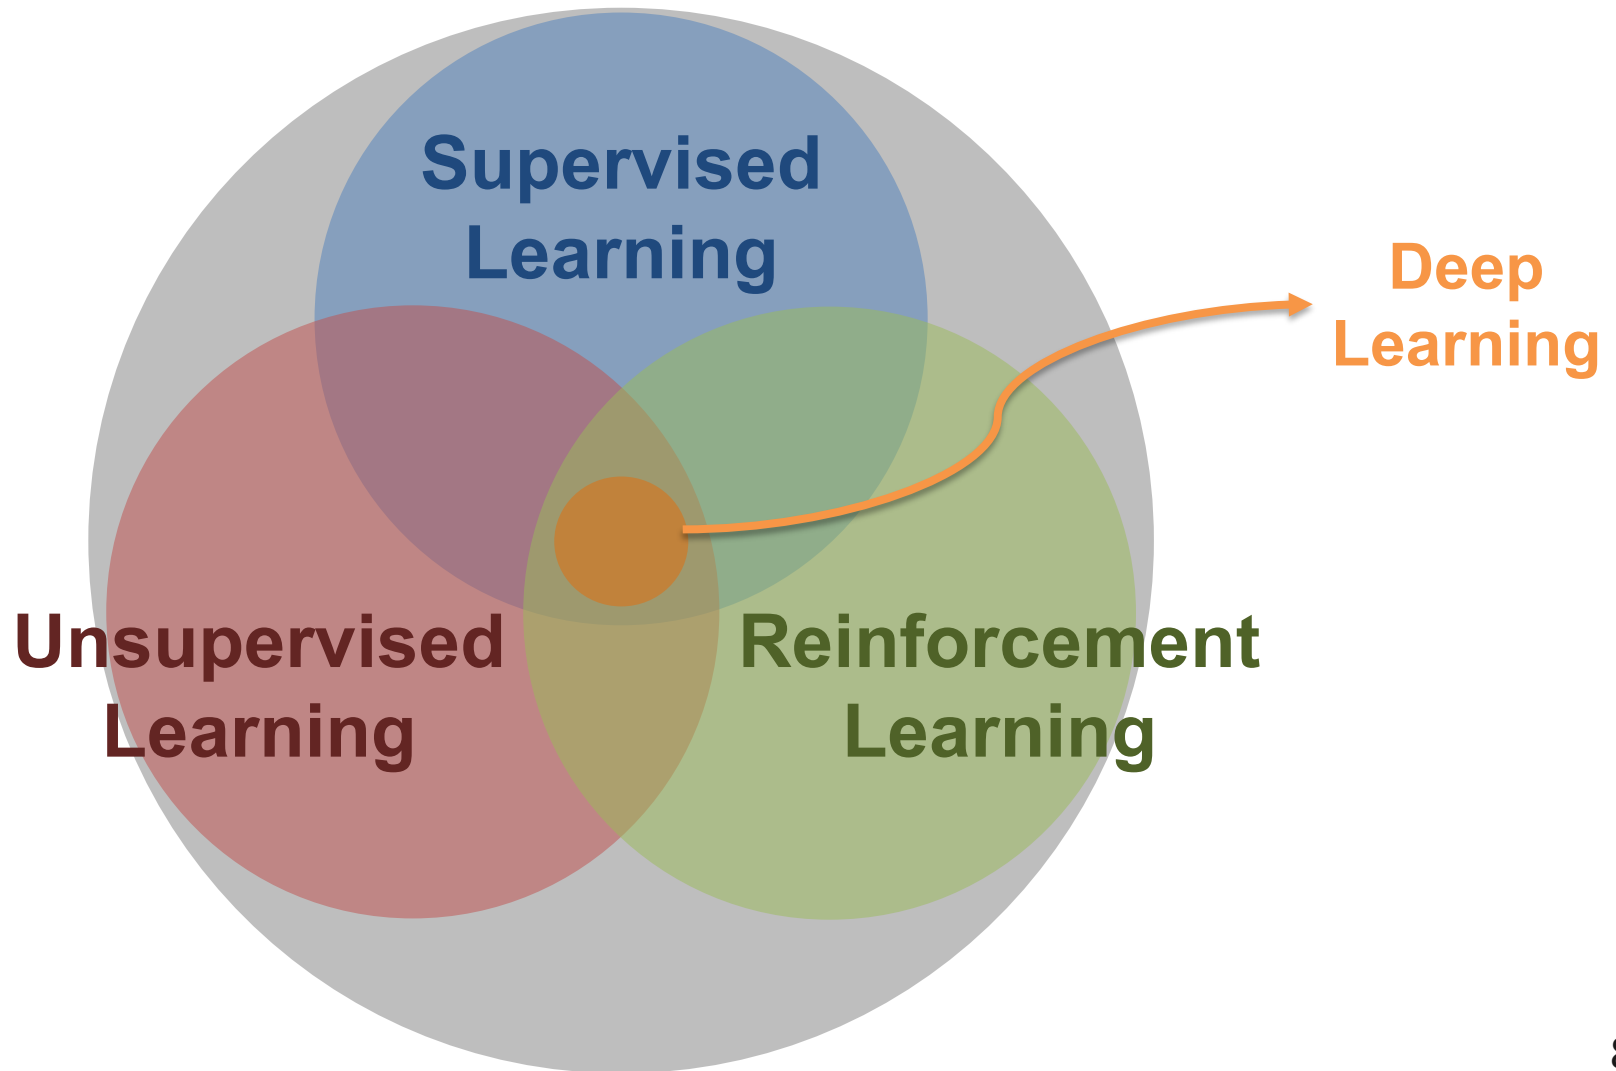 Supervised
Learning
Deep
Learning
Unsupervised
Learning
Reinforcement
Learning